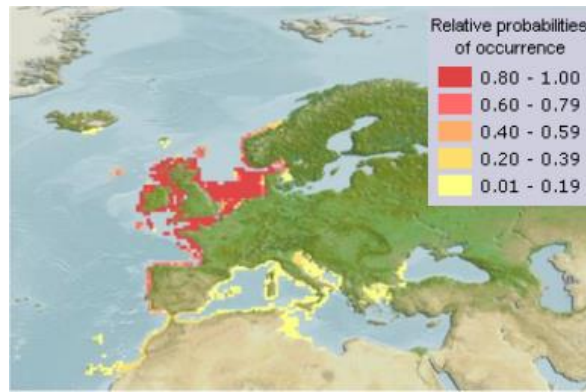 Relative probabilities
of occurrence
0.80 - 1.00
0.60 - 0.79
0.40 - 0.59
0.20 - 0.39
0.01 - 0.19